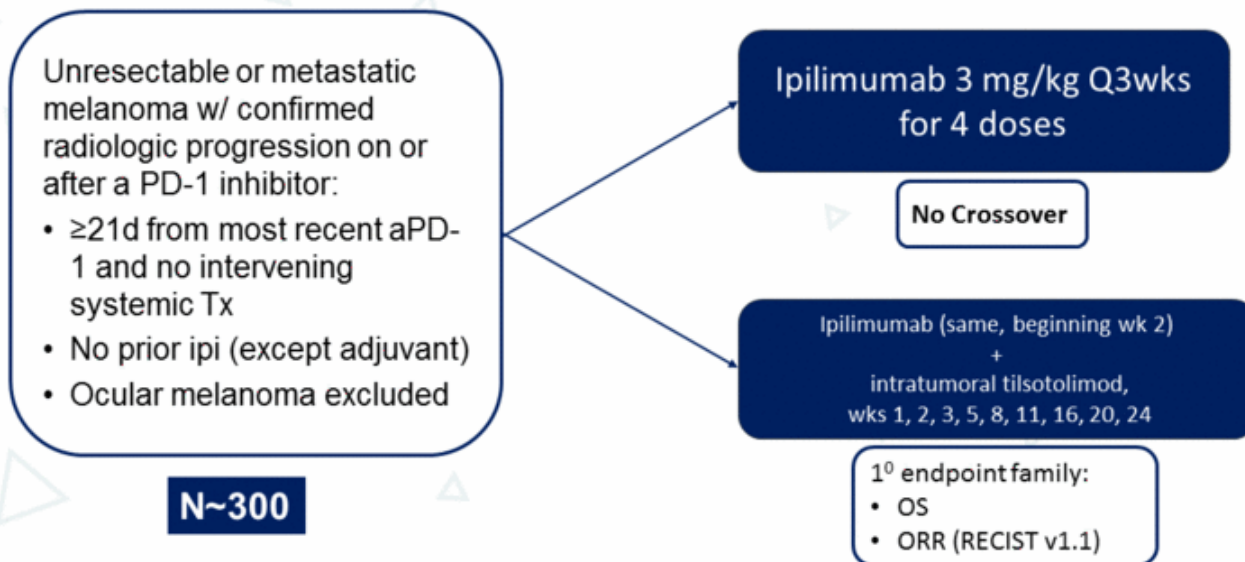 Unresectable or metastatic
melanoma w/ confirmed
radiologic progression on or
after a PD-1 inhibitor:
• ≥21d from most recent aPD-
1 and no intervening
systemic Tx
• No prior ipi (except adjuvant)
• Ocular melanoma excluded
N~300
Ipilimumab 3 mg/kg Q3wks
for 4 doses
No Crossover
Ipilimumab (same, beginning wk 2)
+
intratumoral tilsotolimod,
wks 1, 2, 3, 5, 8, 11, 16, 20, 24
1⁰ endpoint family:
• OS
• ORR (RECIST v1.1)